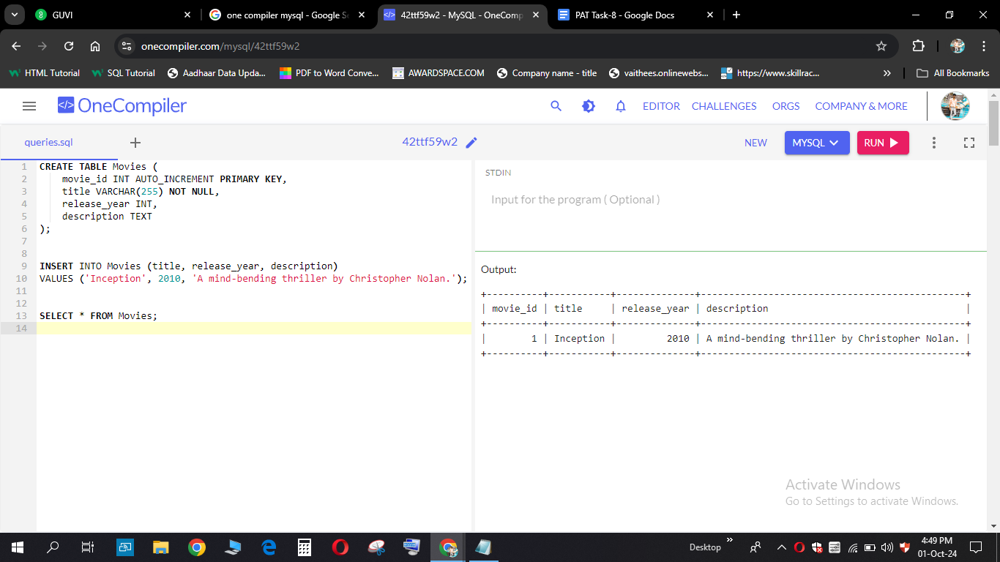 GUVI
one compiler mysql - Google Se
42ttf59w2 - MySQL - OneComp
PAT Task-8 - Google Docs
onecompiler.com/mysql/42ttf59w2
HTML Tutorial
SQL Tutorial
Aadhaar Data Upda...
PDF to Word Conve...
AWARDSPACE.COM
Company name - title
vaithees.onlinewebs...
https://www.skillrac...
All Bookmarks
OneCompiler
EDITOR
CHALLENGES
ORGS
COMPANY & MORE
queries.sql
42ttf59w2
NEW
MYSQL
RUN
1 CREATE TABLE Movies (
2 movie_id INT AUTO_INCREMENT PRIMARY KEY,
3 title VARCHAR(255) NOT NULL,
4 release_year INT,
5 description TEXT
6 );
7
8
9 INSERT INTO Movies (title, release_year, description)
10 VALUES ('Inception', 2010, 'A mind-bending thriller by Christopher Nolan.');
11
12
13 SELECT * FROM Movies;
14
STDIN
Input for the program ( Optional )
Output:
+----------+-----------+--------------+-----------------------------------------------+
| movie_id | title     | release_year | description                                   |
+----------+-----------+--------------+-----------------------------------------------+
|        1 | Inception |         2010 | A mind-bending thriller by Christopher Nolan. |
+----------+-----------+--------------+-----------------------------------------------+
Activate Windows
Go to Settings to activate Windows.
Desktop
4:49 PM
01-Oct-24